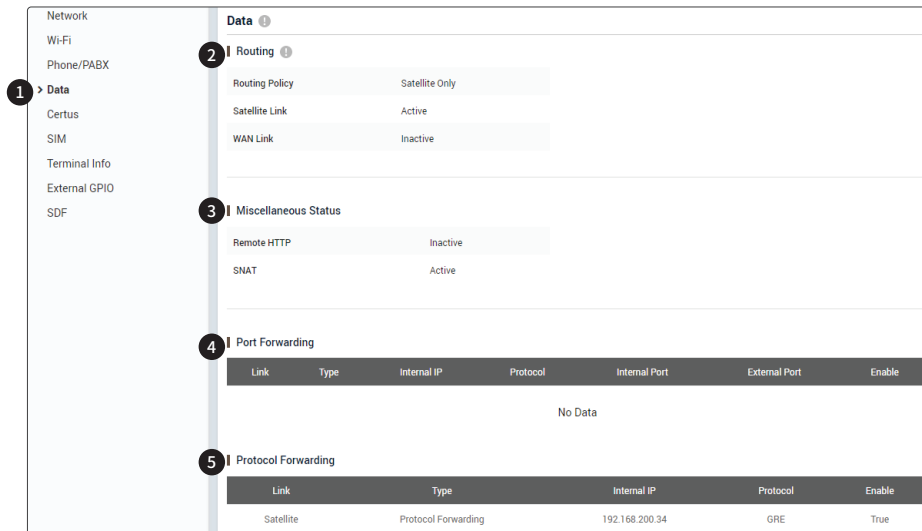 Network
Wi-Fi
Phone/PABX
1 > Data
Certus
SIM
Terminal Info
External GPIO
SDF
Data !
2 Routing !
Routing Policy Satellite Only
Satellite Link Active
WAN Link Inactive
3 Miscellaneous Status
Remote HTTP Inactive
SNAT Active
4 Port Forwarding
Link Type Internal IP Protocol Internal Port External Port Enable
No Data
5 Protocol Forwarding
Link Type Internal IP Protocol Enable
Satellite Protocol Forwarding 192.168.200.34 GRE True